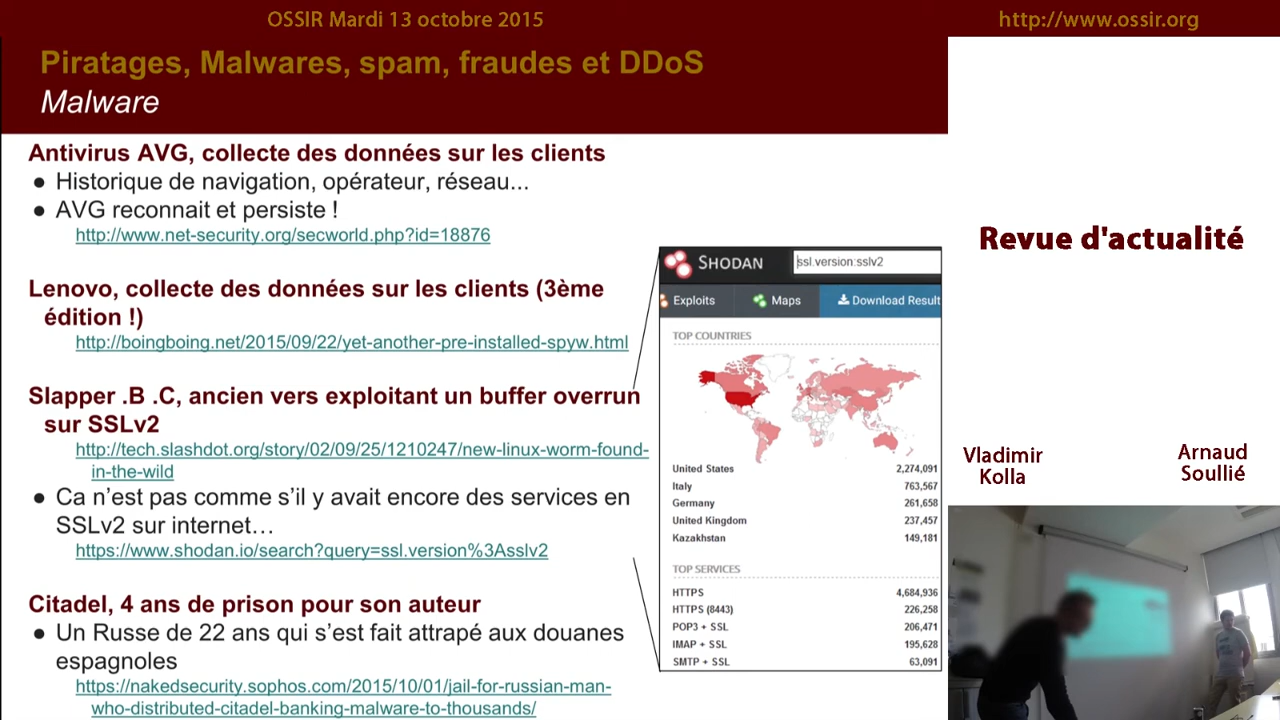 OSSIR Mardi 13 octobre 2015
http://www.ossir.org
Piratages, Malwares, spam, fraudes et DDoS
Malware
Antivirus AVG, collecte des données sur les clients
● Historique de navigation, opérateur, réseau...
● AVG reconnait et persiste !
http://www.net-security.org/secworld.php?id=18876
Lenovo, collecte des données sur les clients (3ème
édition !)
http://boingboing.net/2015/09/22/yet-another-pre-installed-spyw.html
Slapper .B .C, ancien vers exploitant un buffer overrun
sur SSLv2
http://tech.slashdot.org/story/02/09/25/1210247/new-linux-worm-found-
in-the-wild
● Ca n'est pas comme s'il y avait encore des services en
SSLv2 sur internet…
https://www.shodan.io/search?query=ssl.version%3Asslv2
Citadel, 4 ans de prison pour son auteur
● Un Russe de 22 ans qui s'est fait attrapé aux douanes
espagnoles
https://nakedsecurity.sophos.com/2015/10/01/jail-for-russian-man-
who-distributed-citadel-banking-malware-to-thousands/
SHODAN
ssl.version:sslv2
Exploits
Maps
Download Result
TOP COUNTRIES
United States 2,274,091
Italy 763,567
Germany 261,658
United Kingdom 237,457
Kazakhstan 149,181
TOP SERVICES
HTTPS 4,684,936
HTTPS (8443) 226,258
POP3 + SSL 206,471
IMAP + SSL 195,628
SMTP + SSL 63,091
Revue d'actualité
Vladimir
Kolla
Arnaud
Soullié